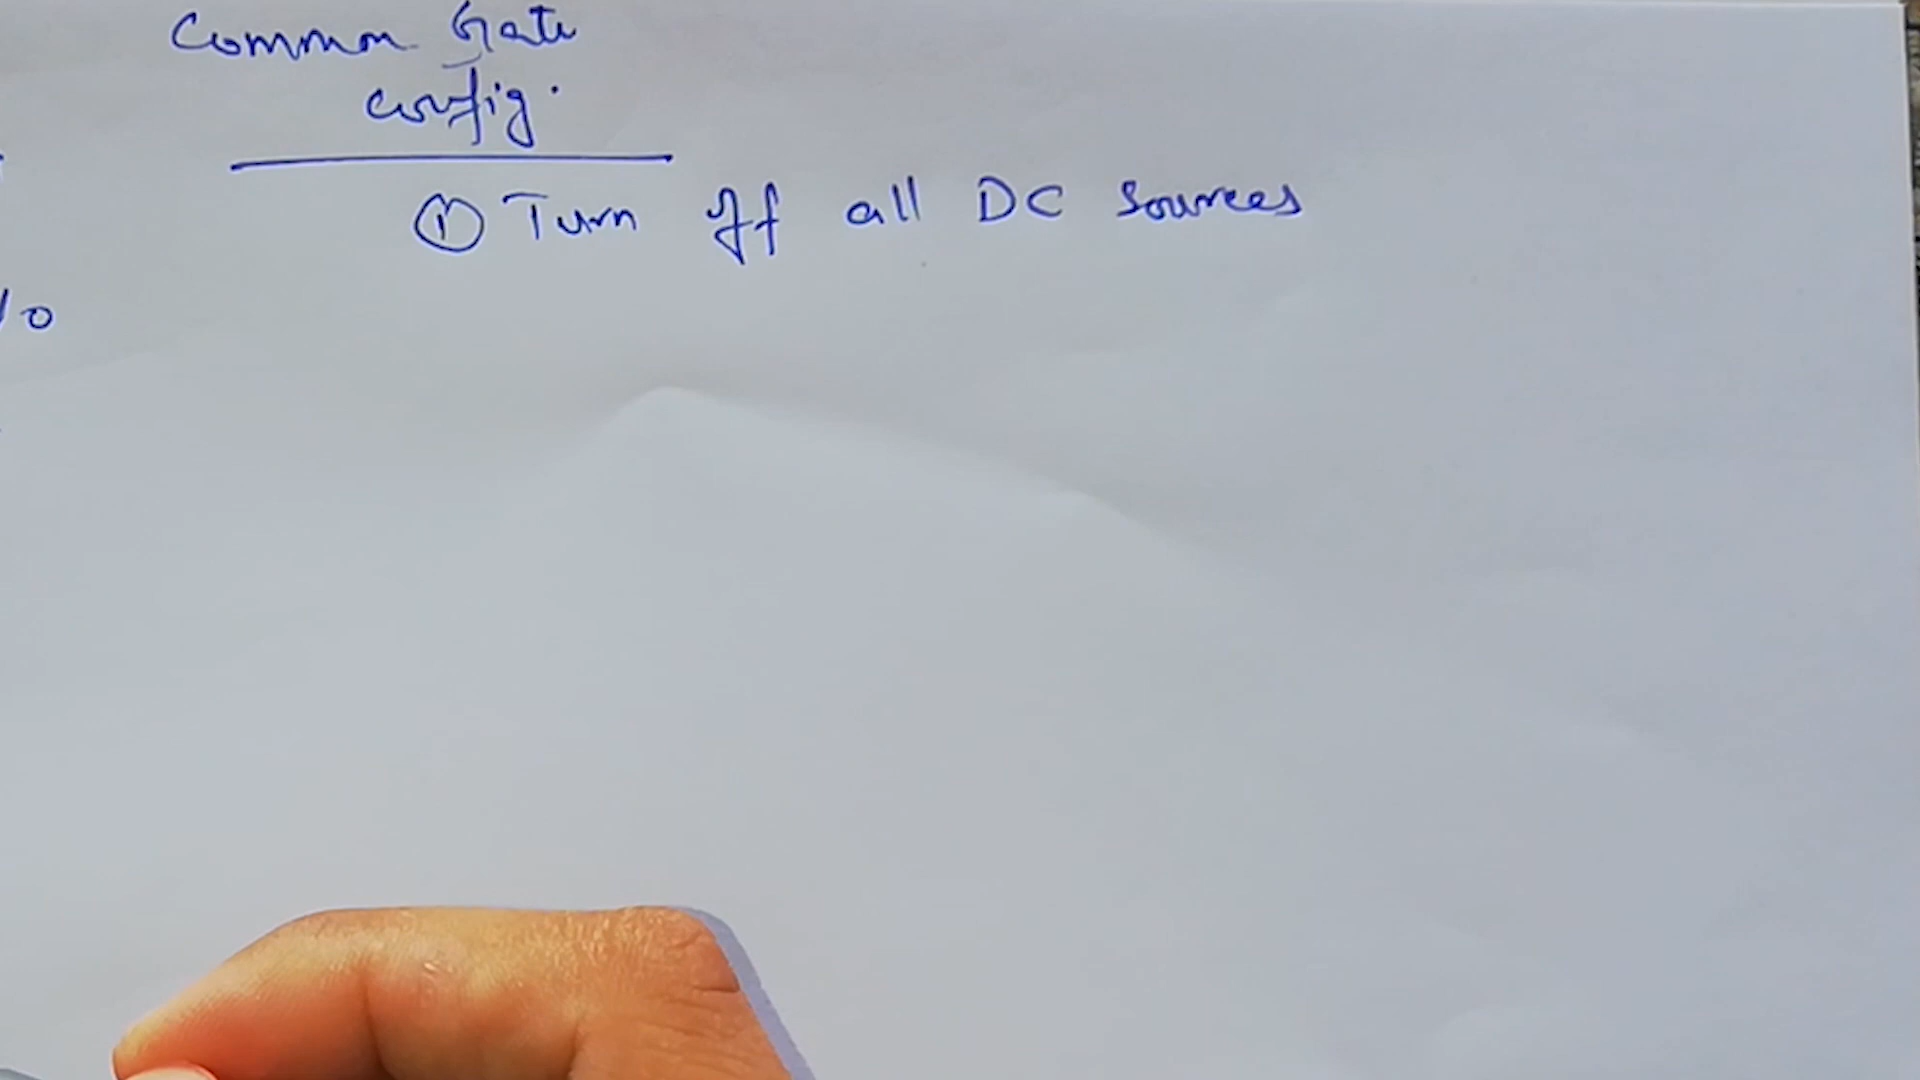 Common Gate
config.
① Turn off all DC sources